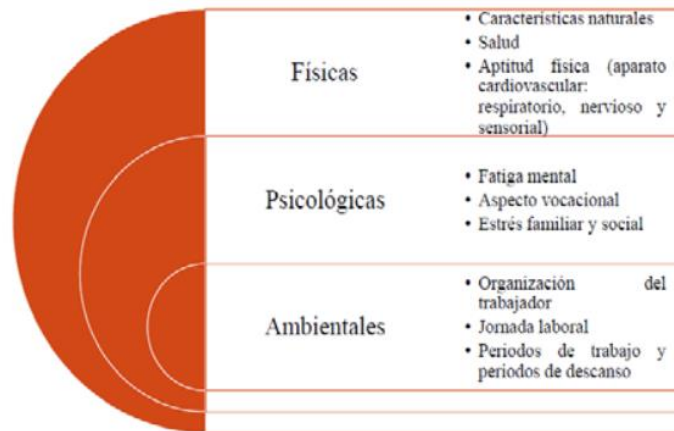 Físicas
• Características naturales
• Salud
• Aptitud física (aparato
cardiovascular:
respiratorio, nervioso y
sensorial)
Psicológicas
• Fatiga mental
• Aspecto vocacional
• Estrés familiar y social
Ambientales
• Organización del
trabajador
• Jornada laboral
• Periodos de trabajo y
periodos de descanso